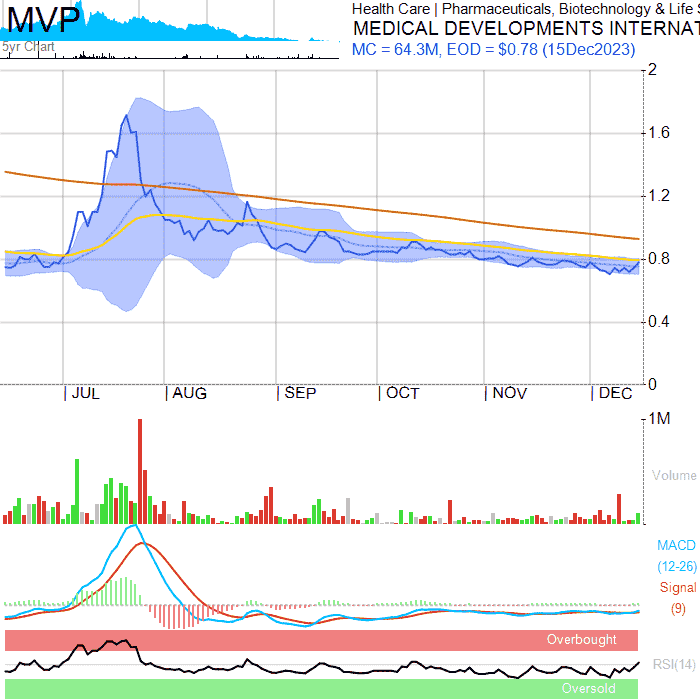 MVP
5yr Chart
Health Care | Pharmaceuticals, Biotechnology & Life S
MEDICAL DEVELOPMENTS INTERNAT
MC = 64.3M, EOD = $0.78 (15Dec2023)
2
1.6
1.2
0.8
0.4
0
| JUL | AUG | SEP | OCT | NOV | DEC
1M
Volume
MACD
(12-26)
Signal
(9)
Overbought
RSI(14)
Oversold